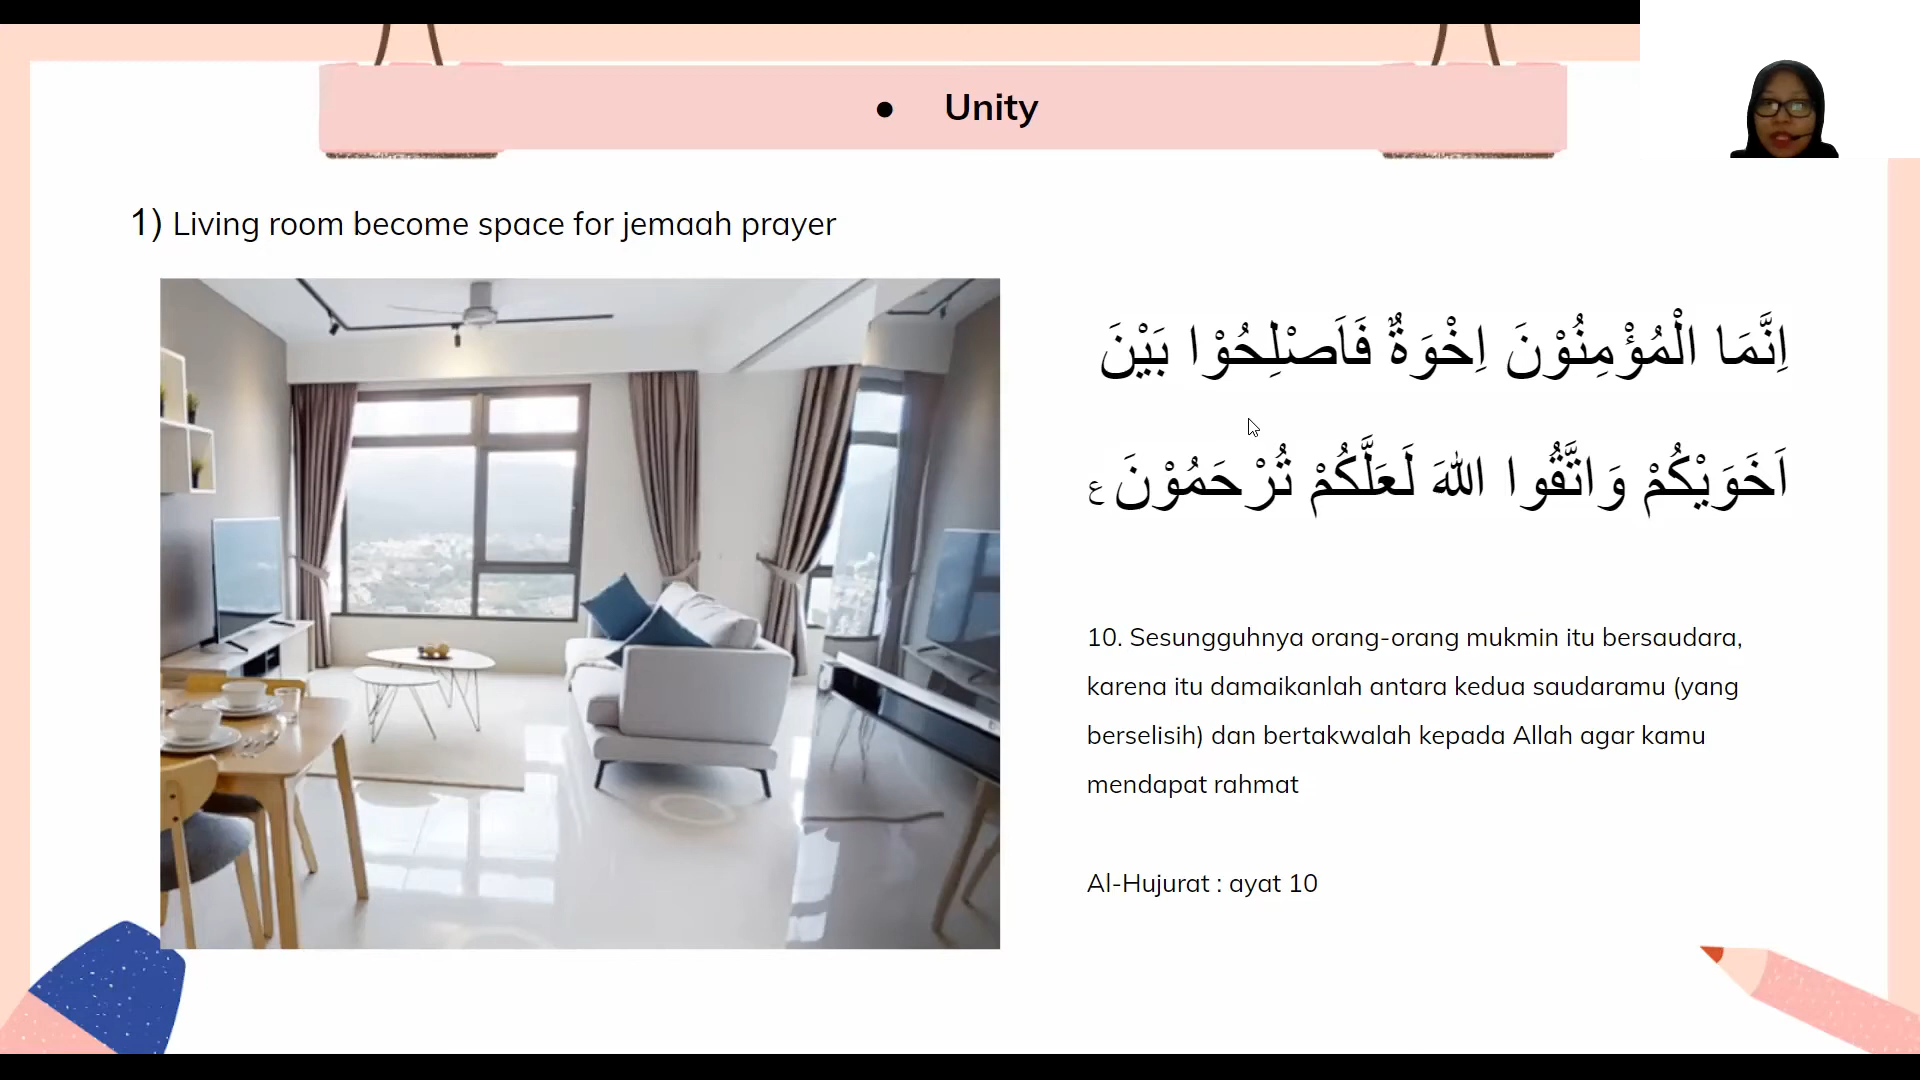 ● Unity
1) Living room become space for jemaah prayer
اِنَّمَا الْمُؤْمِنُوْنَ اِخْوَةٌ فَاَصْلِحُوْا بَيْنَ
اَخَوَيْكُمْ وَاتَّقُوا اللهَ لَعَلَّكُمْ تُرْحَمُوْنَ ع
10. Sesungguhnya orang-orang mukmin itu bersaudara,
karena itu damaikanlah antara kedua saudaramu (yang
berselisih) dan bertakwalah kepada Allah agar kamu
mendapat rahmat
Al-Hujurat : ayat 10